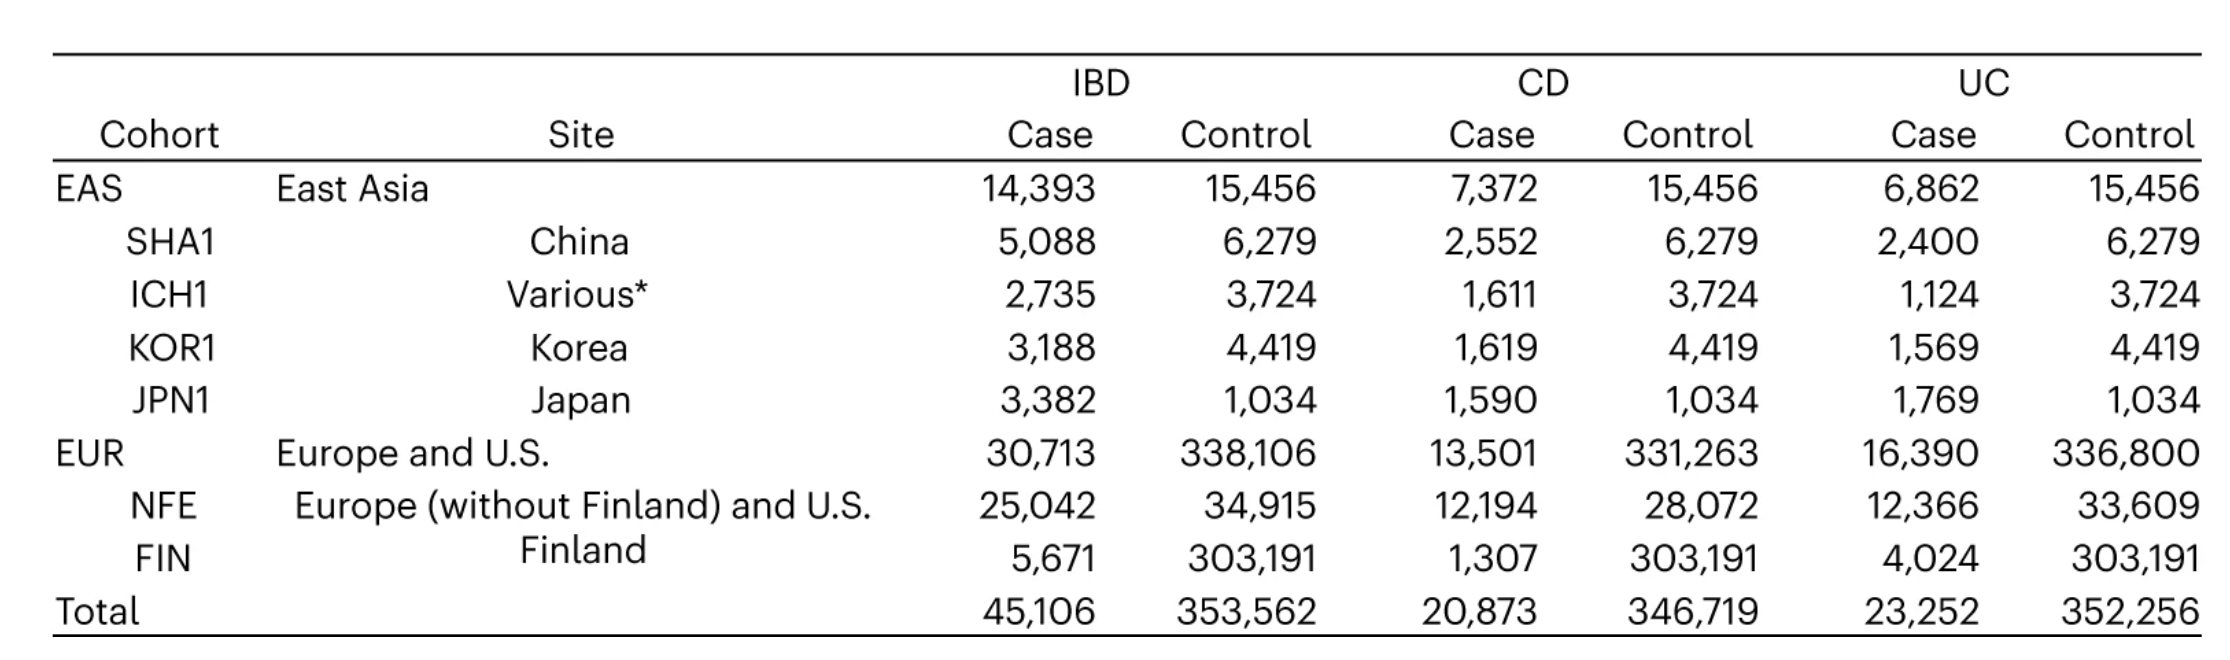 IBD CD UC
Cohort Site Case Control Case Control Case Control
EAS East Asia 14,393 15,456 7,372 15,456 6,862 15,456
SHA1 China 5,088 6,279 2,552 6,279 2,400 6,279
ICH1 Various* 2,735 3,724 1,611 3,724 1,124 3,724
KOR1 Korea 3,188 4,419 1,619 4,419 1,569 4,419
JPN1 Japan 3,382 1,034 1,590 1,034 1,769 1,034
EUR Europe and U.S. 30,713 338,106 13,501 331,263 16,390 336,800
NFE Europe (without Finland) and U.S. 25,042 34,915 12,194 28,072 12,366 33,609
FIN Finland 5,671 303,191 1,307 303,191 4,024 303,191
Total 45,106 353,562 20,873 346,719 23,252 352,256